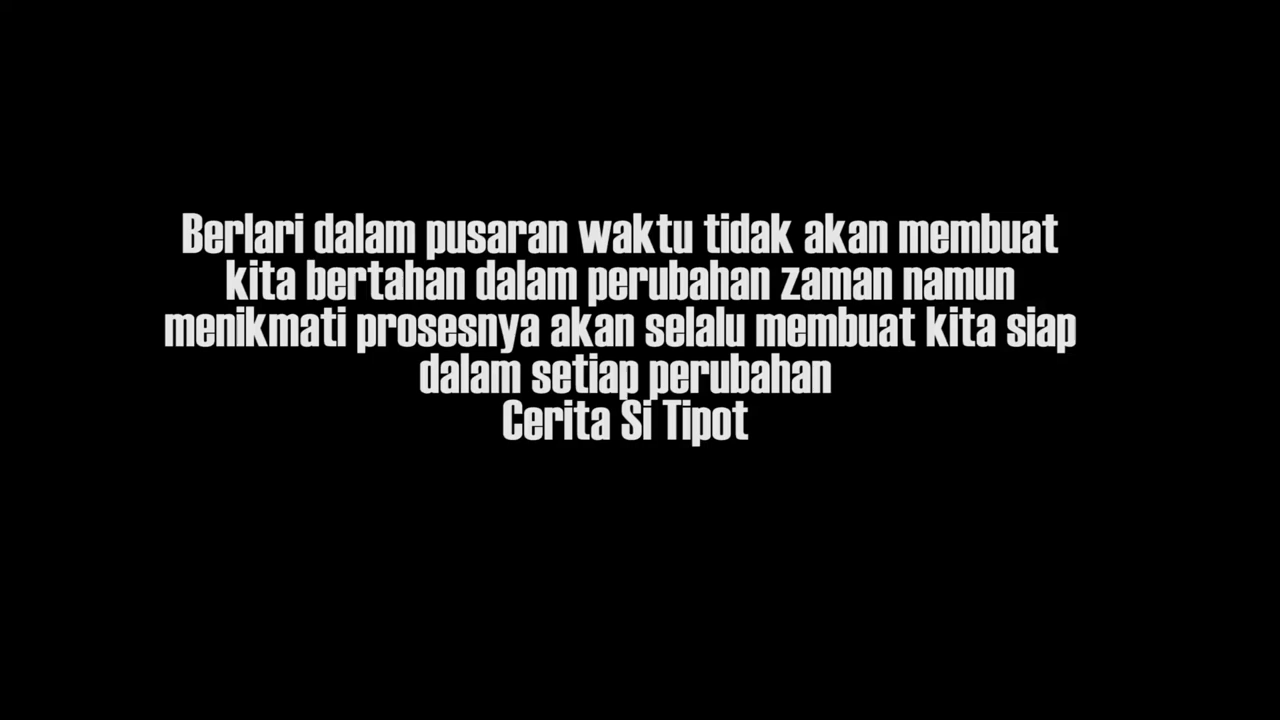 Berlari dalam pusaran waktu tidak akan membuat
kita bertahan dalam perubahan zaman namun
menikmati prosesnya akan selalu membuat kita siap
dalam setiap perubahan
Cerita Si Tipot